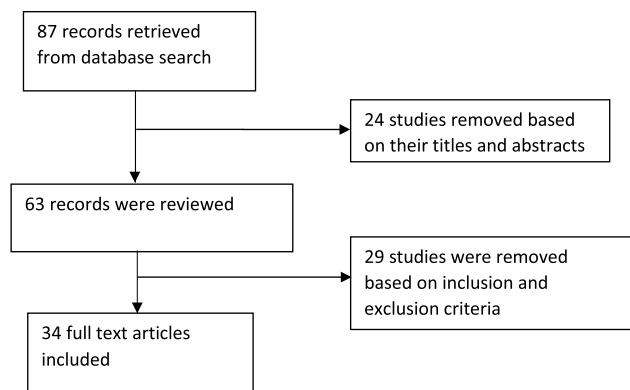 87 records retrieved
from database search
24 studies removed based
on their titles and abstracts
63 records were reviewed
29 studies were removed
based on inclusion and
exclusion criteria
34 full text articles
included